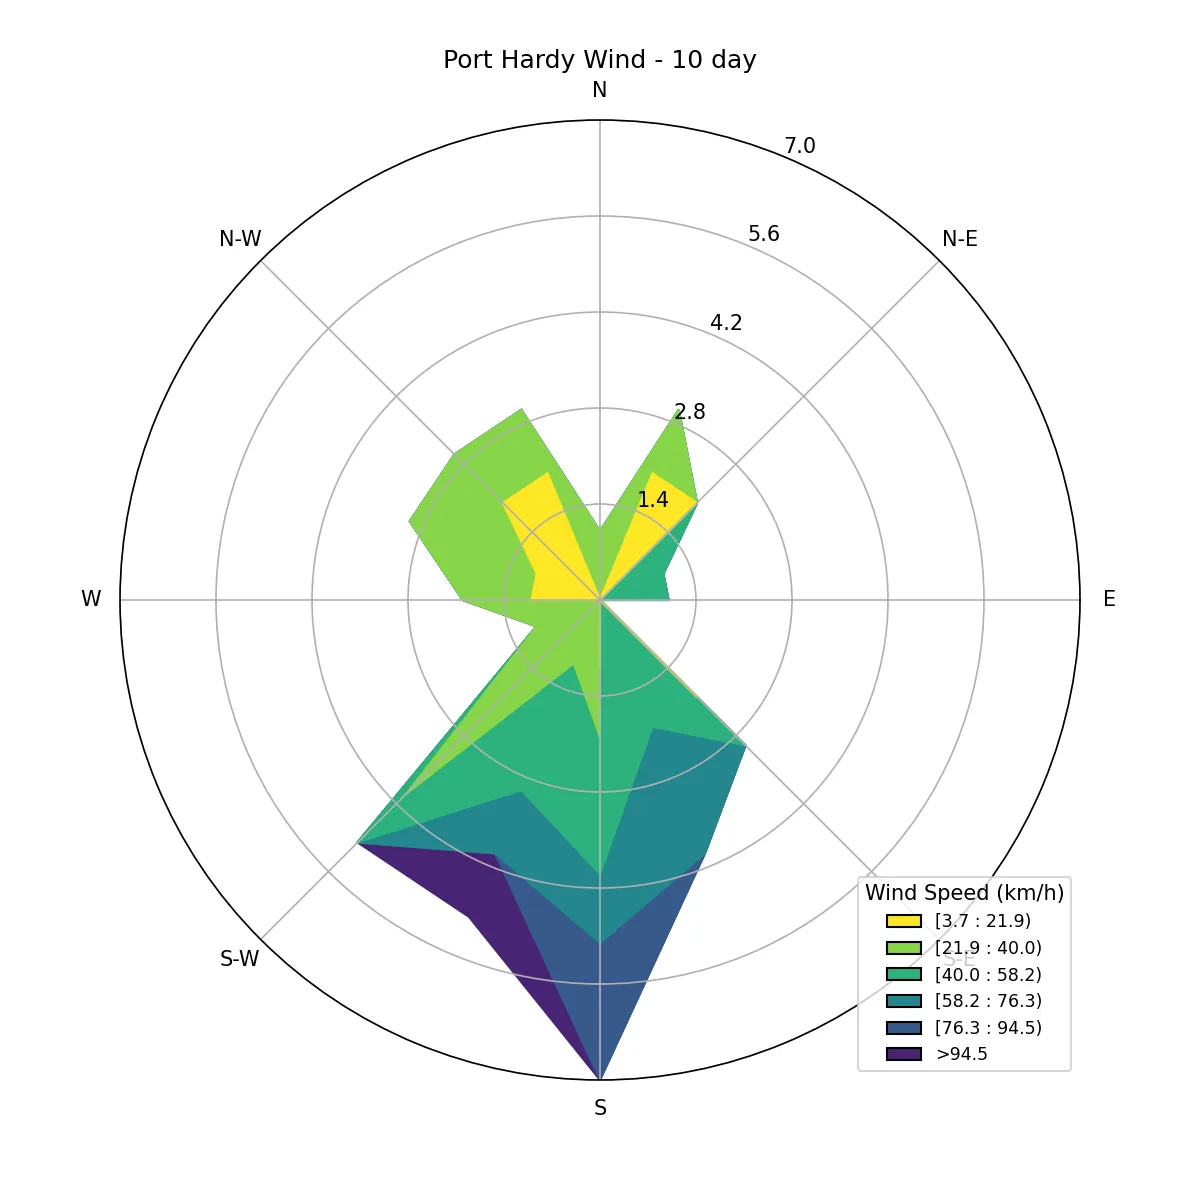 Port Hardy Wind - 10 day
N
7.0
N-W
5.6
N-E
4.2
2.8
1.4
W
E
Wind Speed (km/h)
[3.7 : 21.9)
[21.9 : 40.0)
S-W
S-E
[40.0 : 58.2)
[58.2 : 76.3)
[76.3 : 94.5)
>94.5
S